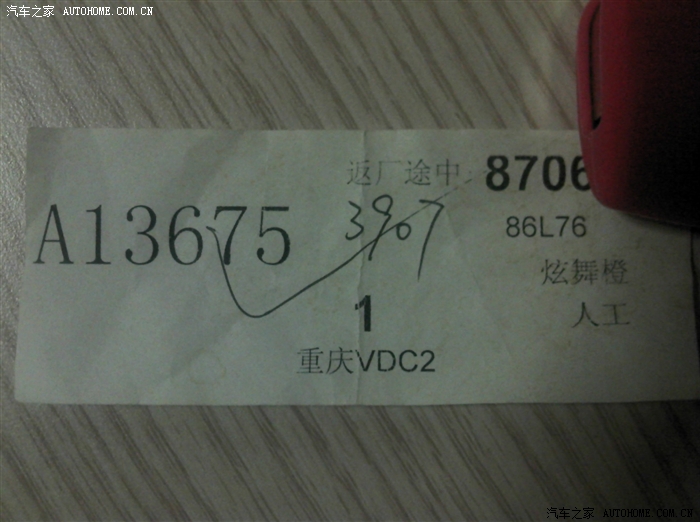 汽车之家 AUTOHOME.COM.CN
返厂途中 8706
A13675 3907 86L76
炫舞橙
1 人工
重庆VDC2
汽车之家 AUTOHOME.COM.CN